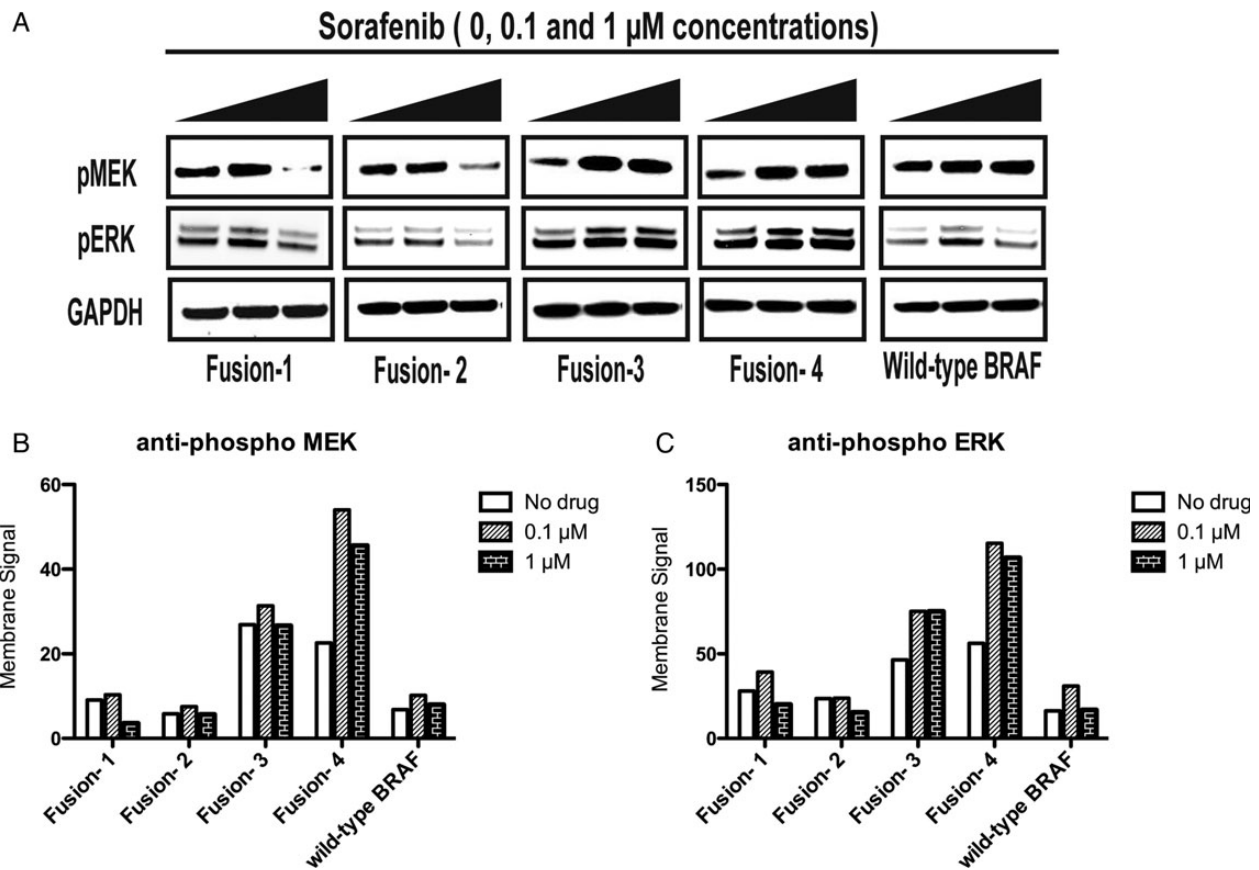 A
Sorafenib ( 0, 0.1 and 1 µM concentrations)
pMEK
pERK
GAPDH
Fusion-1
Fusion- 2
Fusion-3
Fusion- 4
Wild-type BRAF
B
anti-phospho MEK
Membrane Signal
60
40
20
0
No drug
0.1 µM
1 µM
Fusion- 1
Fusion- 2
Fusion- 3
Fusion- 4
wild-type BRAF
C
anti-phospho ERK
Membrane Signal
150
100
50
0
No drug
0.1 µM
1 µM
Fusion- 1
Fusion- 2
Fusion- 3
Fusion- 4
wild-type BRAF